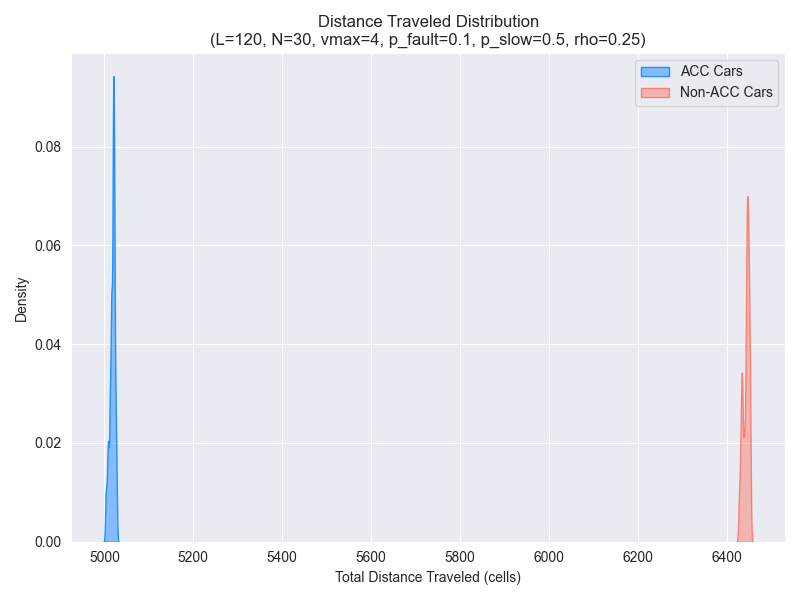 Distance Traveled Distribution
(L=120, N=30, vmax=4, p_fault=0.1, p_slow=0.5, rho=0.25)
ACC Cars
Non-ACC Cars
0.08
0.06
0.04
0.02
0.00
Density
5000 5200 5400 5600 5800 6000 6200 6400
Total Distance Traveled (cells)